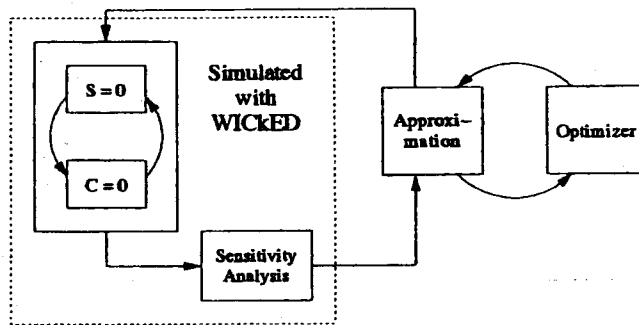 S = 0
C = 0
Simulated
with
WICkED
Sensitivity
Analysis
Approxi-
mation
Optimizer